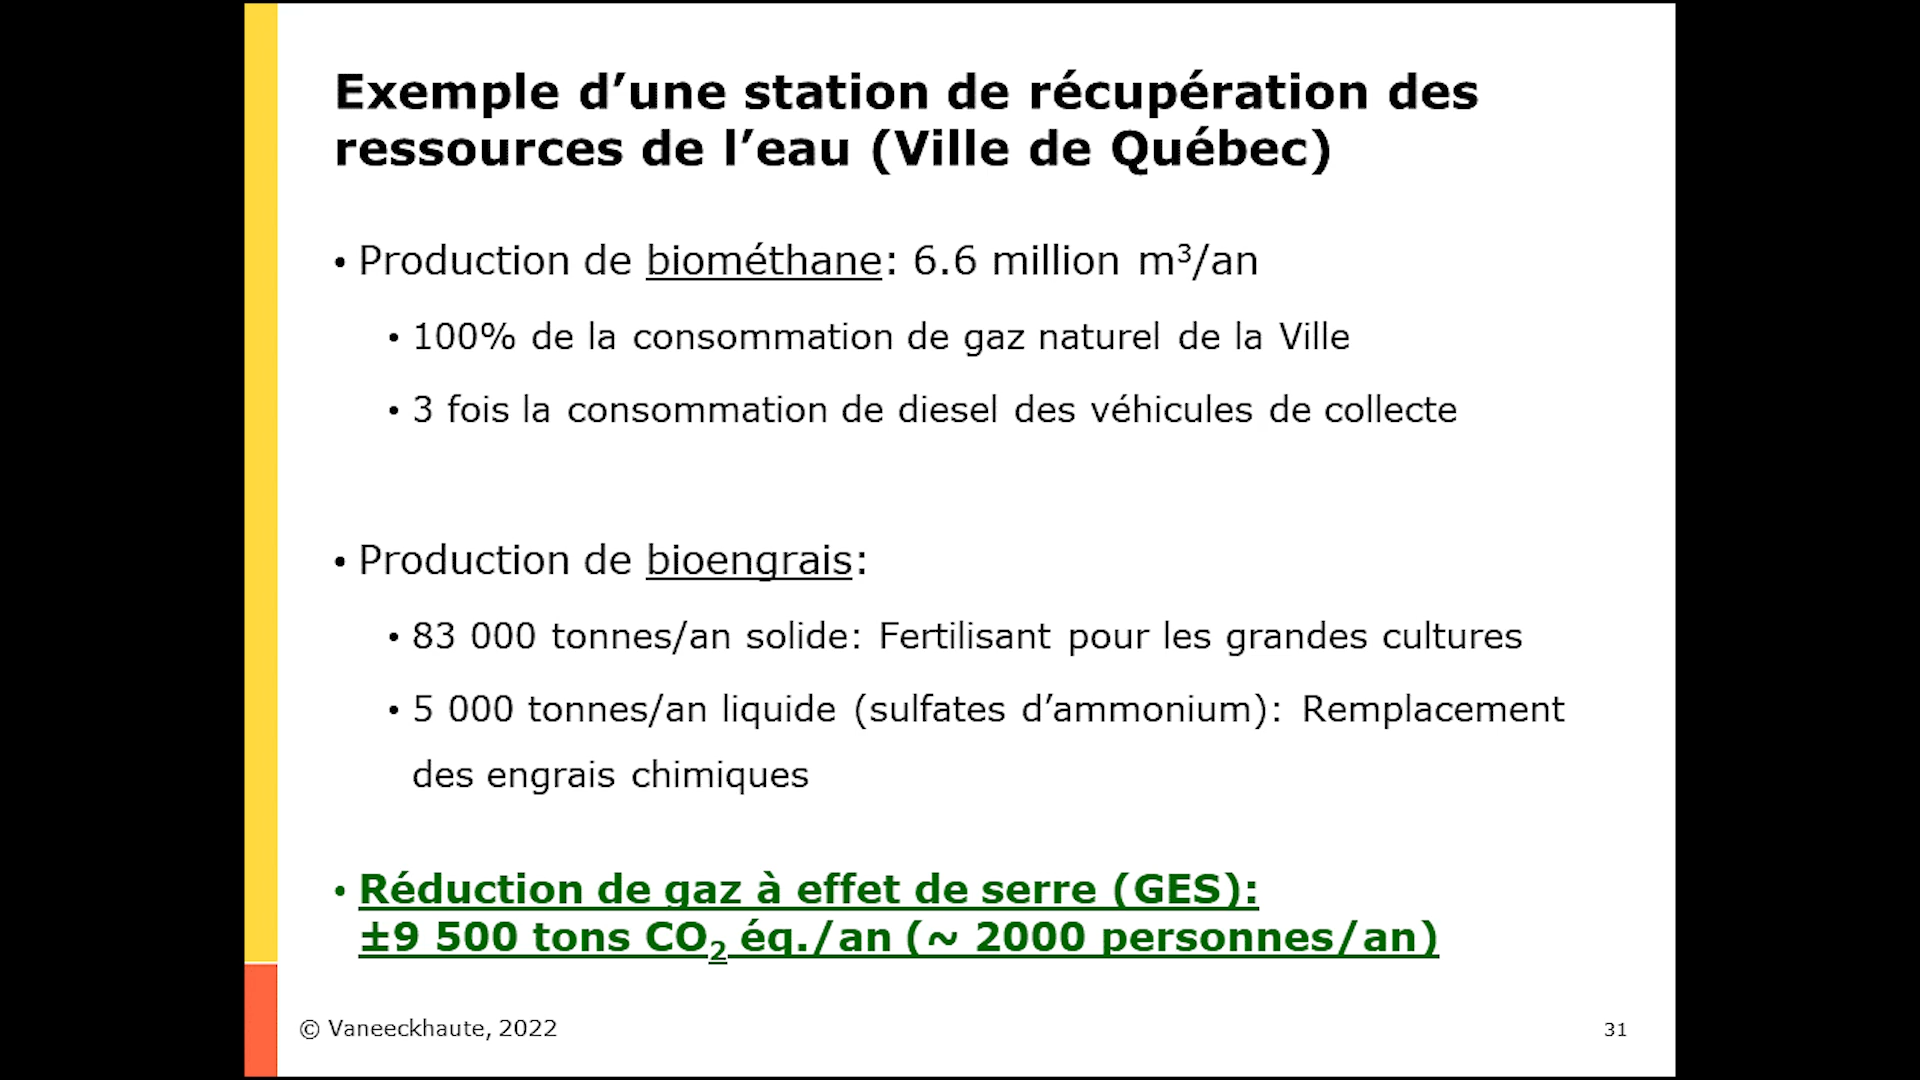 Exemple d’une station de récupération des
ressources de l’eau (Ville de Québec)
• Production de biométhane: 6.6 million m³/an
• 100% de la consommation de gaz naturel de la Ville
• 3 fois la consommation de diesel des véhicules de collecte
• Production de bioengrais:
• 83 000 tonnes/an solide: Fertilisant pour les grandes cultures
• 5 000 tonnes/an liquide (sulfates d’ammonium): Remplacement
des engrais chimiques
• Réduction de gaz à effet de serre (GES):
±9 500 tons CO₂ éq./an (~ 2000 personnes/an)
© Vaneeckhaute, 2022
31